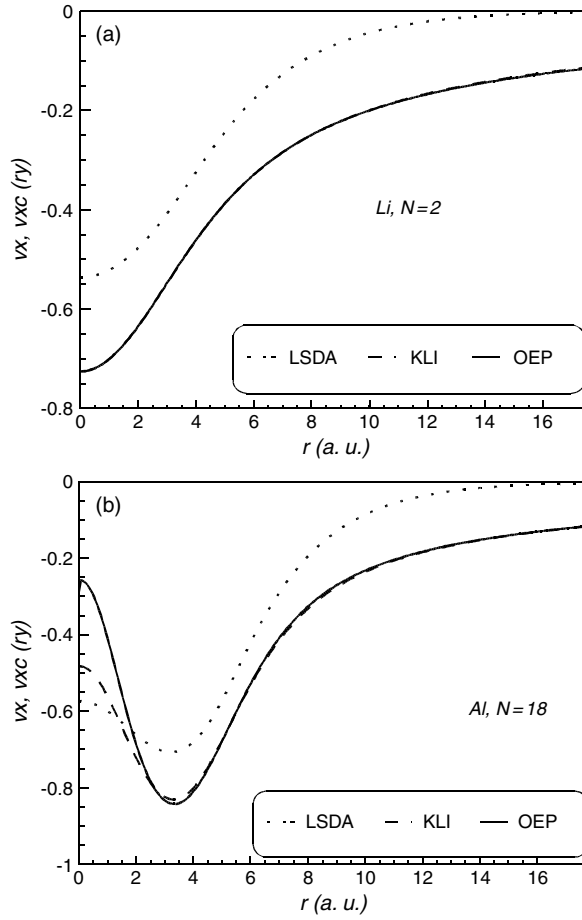 (a)
0
-0.2
-0.4
-0.6
-0.8
vx, vxc (ry)
Li, N=2
LSDA KLI OEP
0 2 4 6 8 10 12 14 16
r (a. u.)
(b)
0
-0.2
-0.4
-0.6
-0.8
-1
vx, vxc (ry)
Al, N=18
LSDA KLI OEP
0 2 4 6 8 10 12 14 16
r (a. u.)